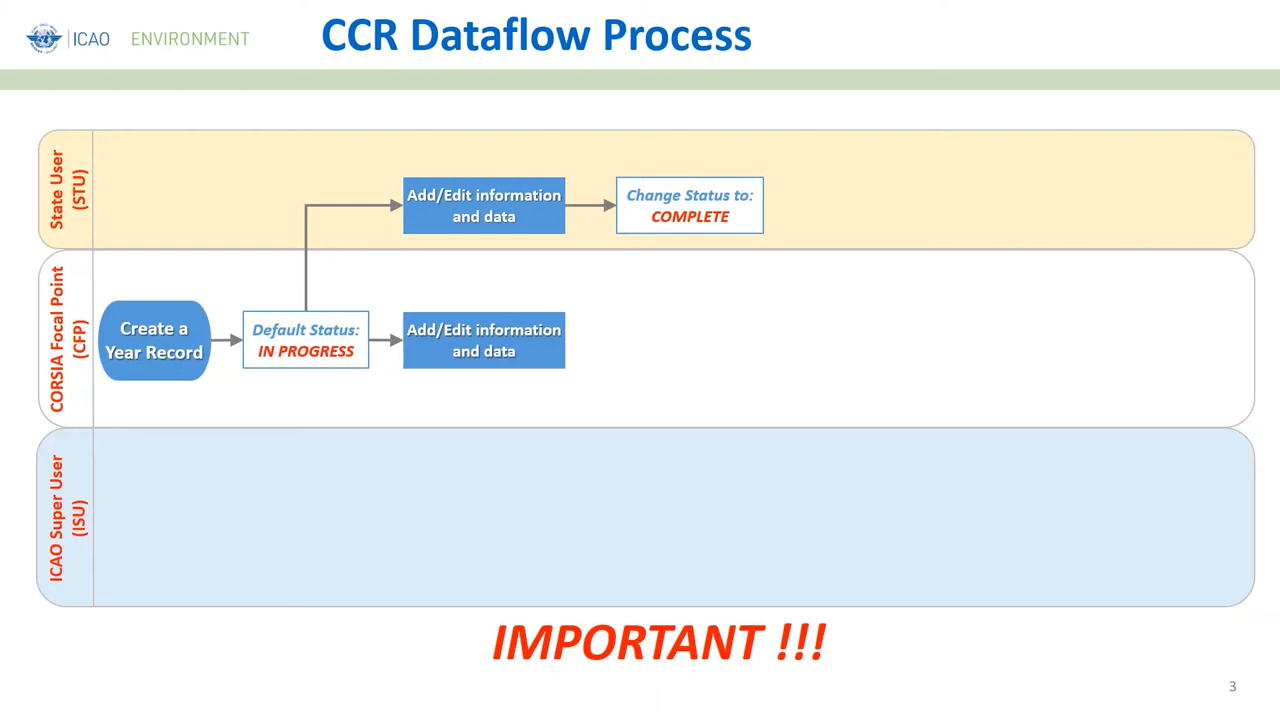 ICAO ENVIRONMENT
CCR Dataflow Process
State User
(STU)
Add/Edit information
and data
Change Status to:
COMPLETE
CORSIA Focal Point
(CFP)
Create a
Year Record
Default Status:
IN PROGRESS
Add/Edit information
and data
ICAO Super User
(ISU)
IMPORTANT !!!
3